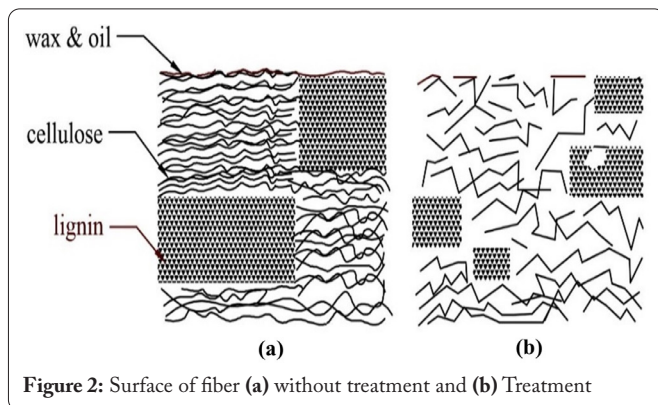 wax & oil
cellulose
lignin
(a)
(b)
Figure 2: Surface of fiber (a) without treatment and (b) Treatment